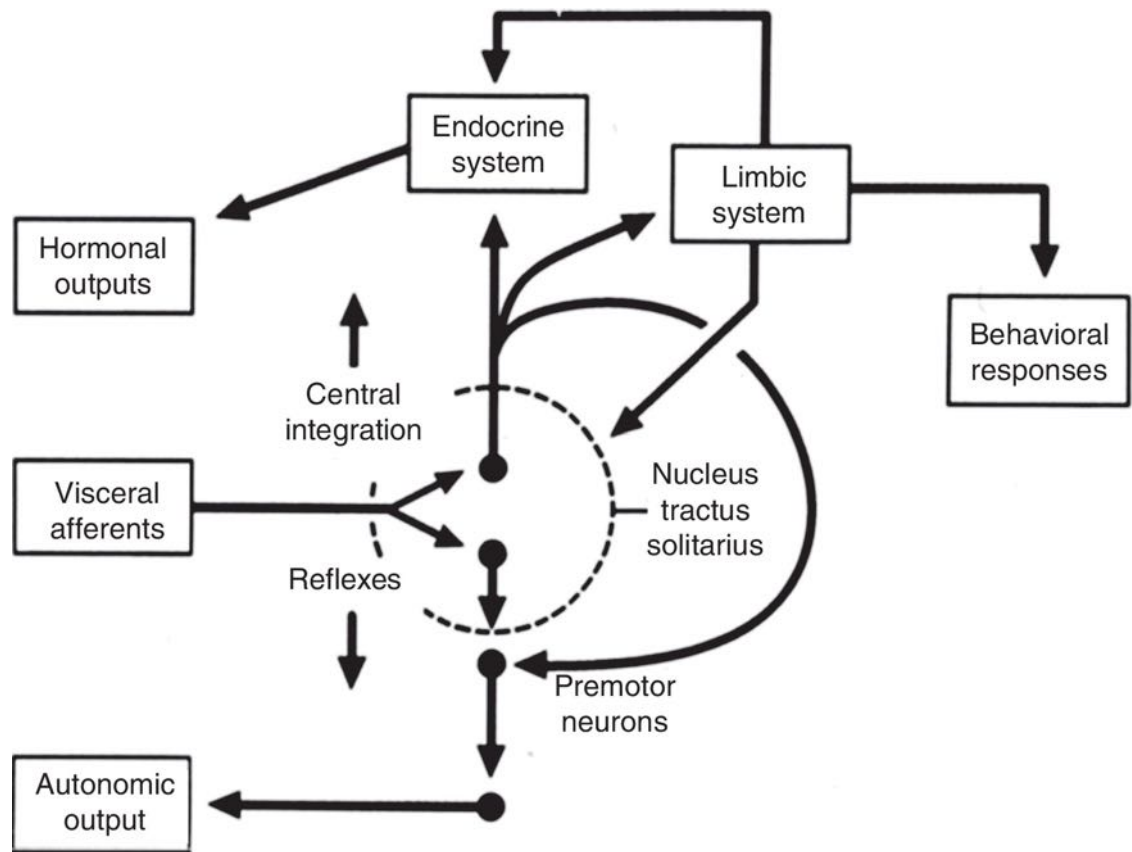 Endocrine
system
Limbic
system
Hormonal
outputs
Behavioral
responses
Central
integration
Visceral
afferents
Nucleus
tractus
solitarius
Reflexes
Premotor
neurons
Autonomic
output